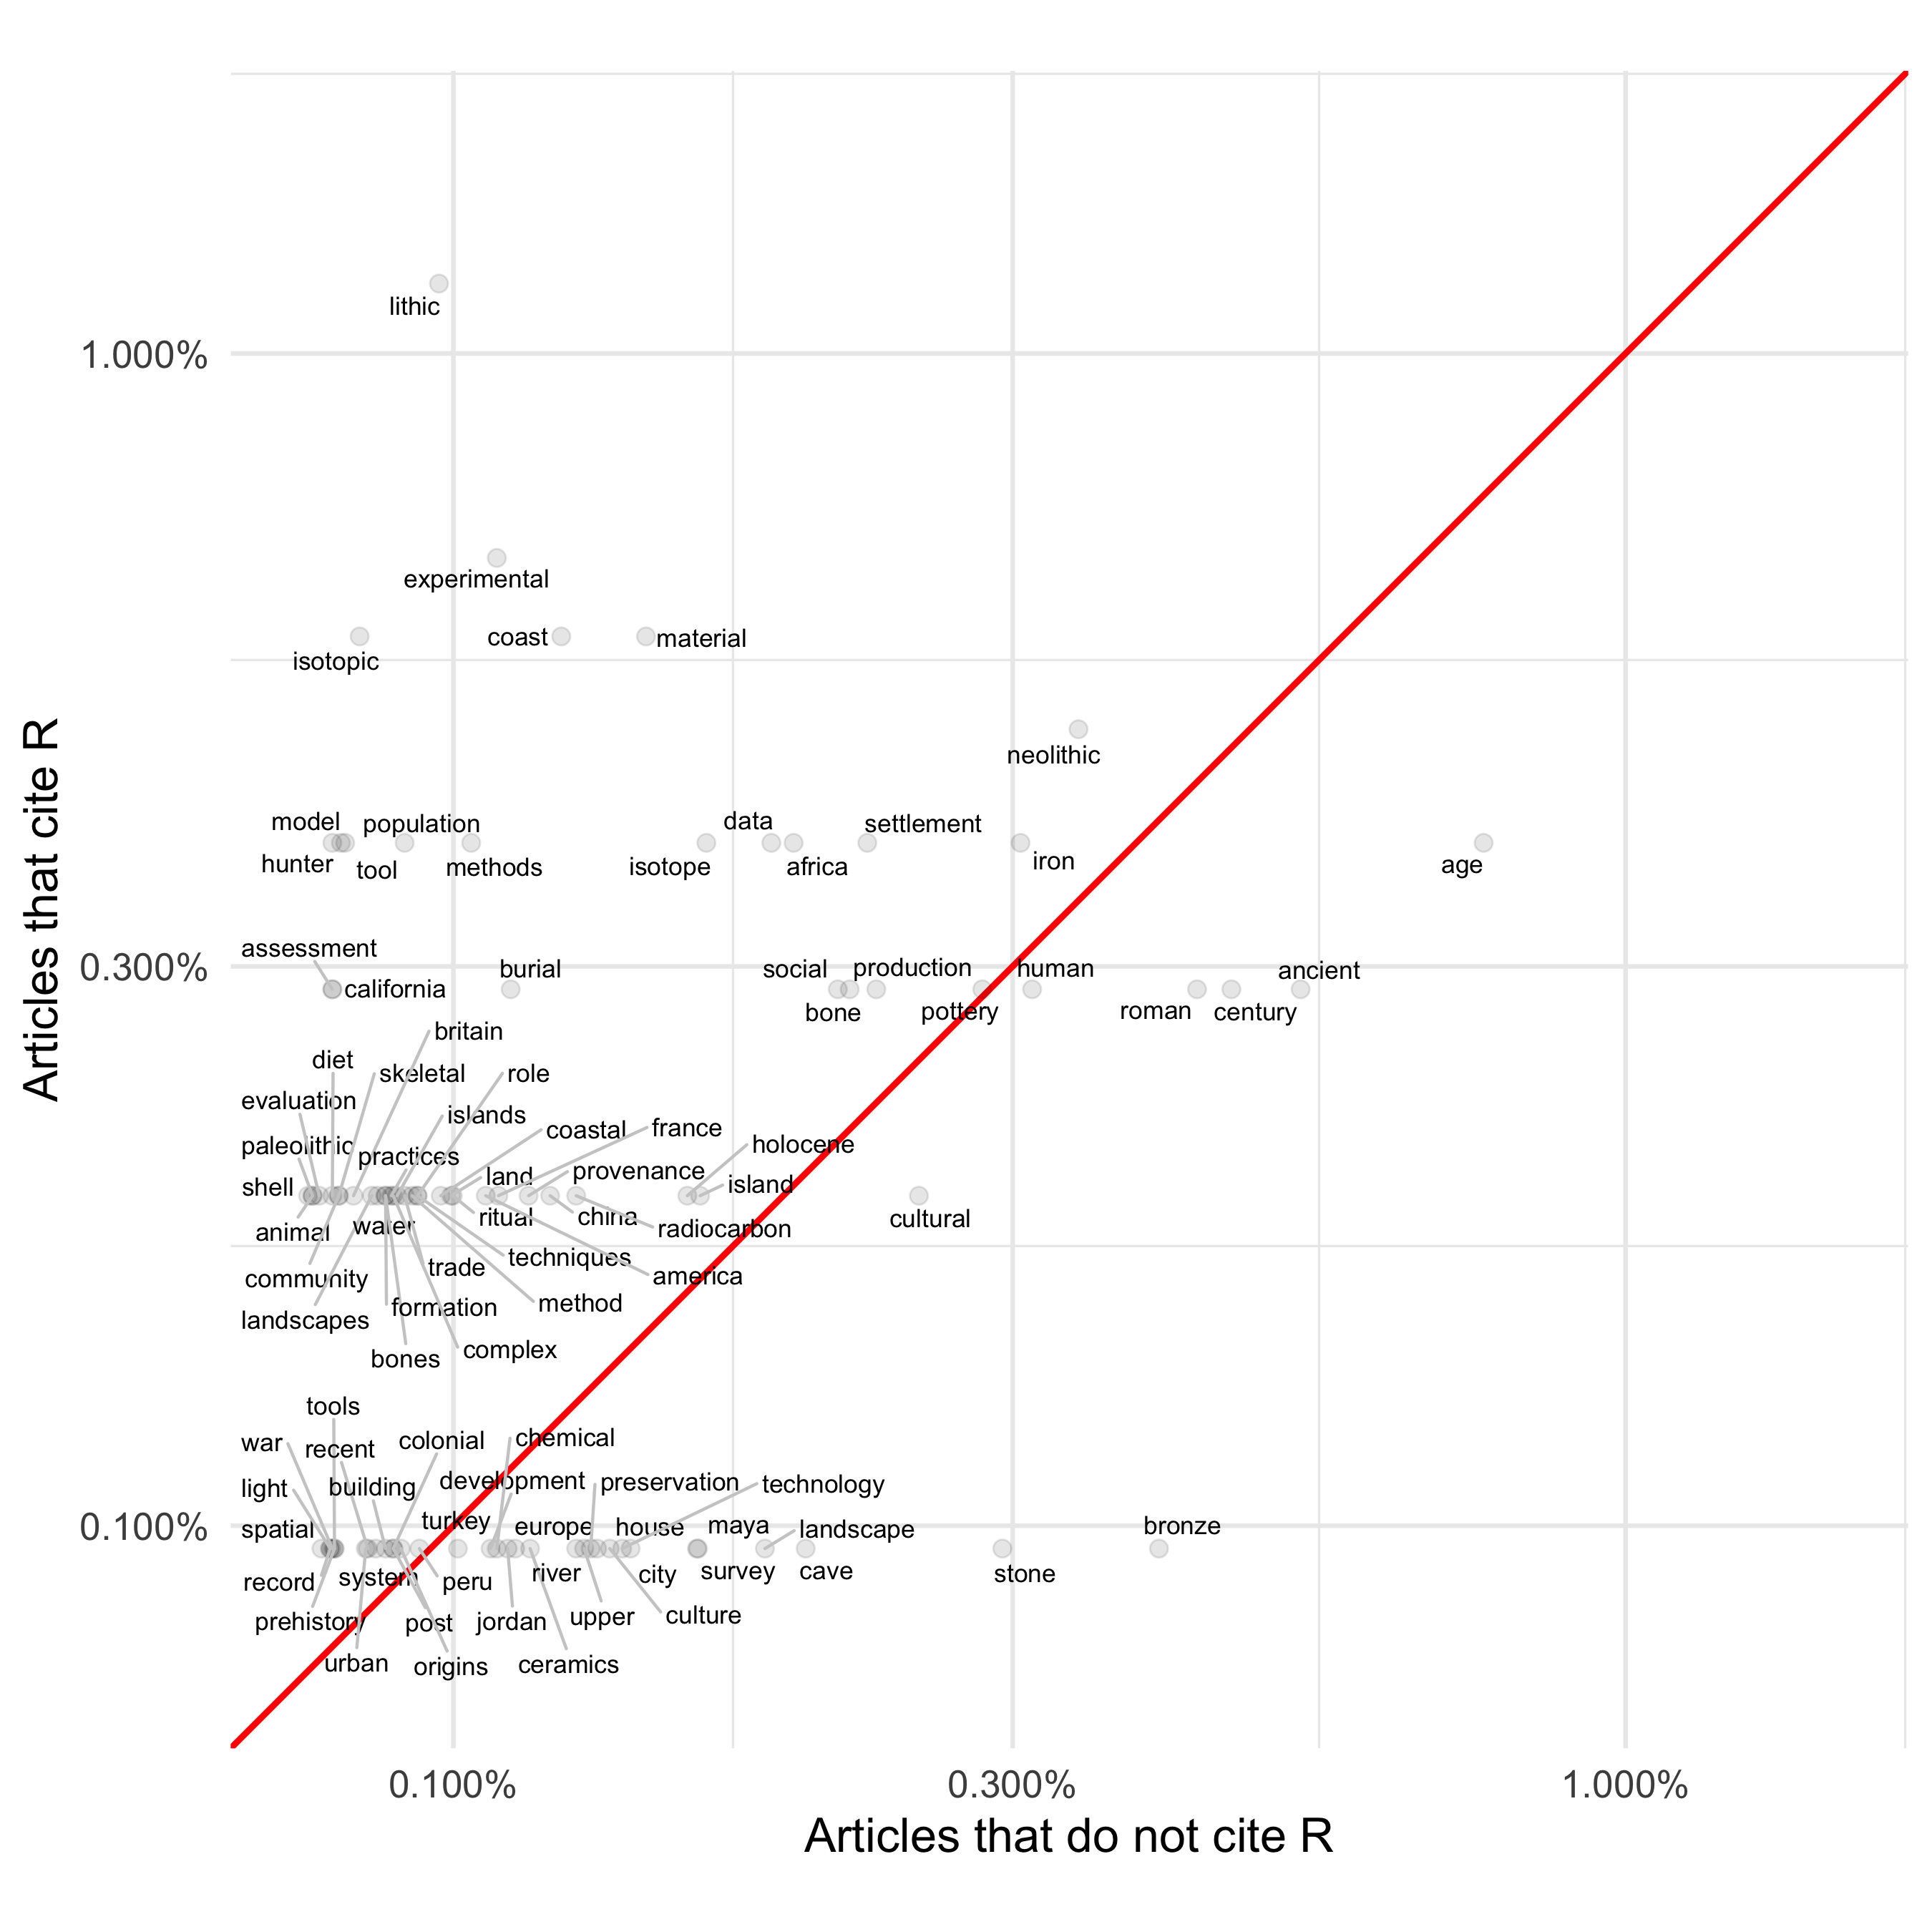 lithic
1.000%
experimental
coast
material
isotopic
neolithic
model
population
data
settlement
hunter
tool
methods
isotope
africa
iron
age
assessment
0.300%
burial
social
production
human
ancient
california
bone
pottery
roman
century
britain
diet
skeletal
role
evaluation
islands
coastal
france
paleolithic
practices
holocene
land
provenance
shell
island
animal
water
ritual
china
radiocarbon
cultural
community
trade
techniques
america
landscapes
formation
method
bones
complex
tools
war
recent
colonial
chemical
light
building
development
preservation
technology
0.100%
spatial
turkey
europe
house
maya
landscape
bronze
record
system
peru
river
city
survey
cave
stone
prehistory
post
jordan
upper
culture
urban
origins
ceramics
Articles that cite R
0.100%
0.300%
1.000%
Articles that do not cite R